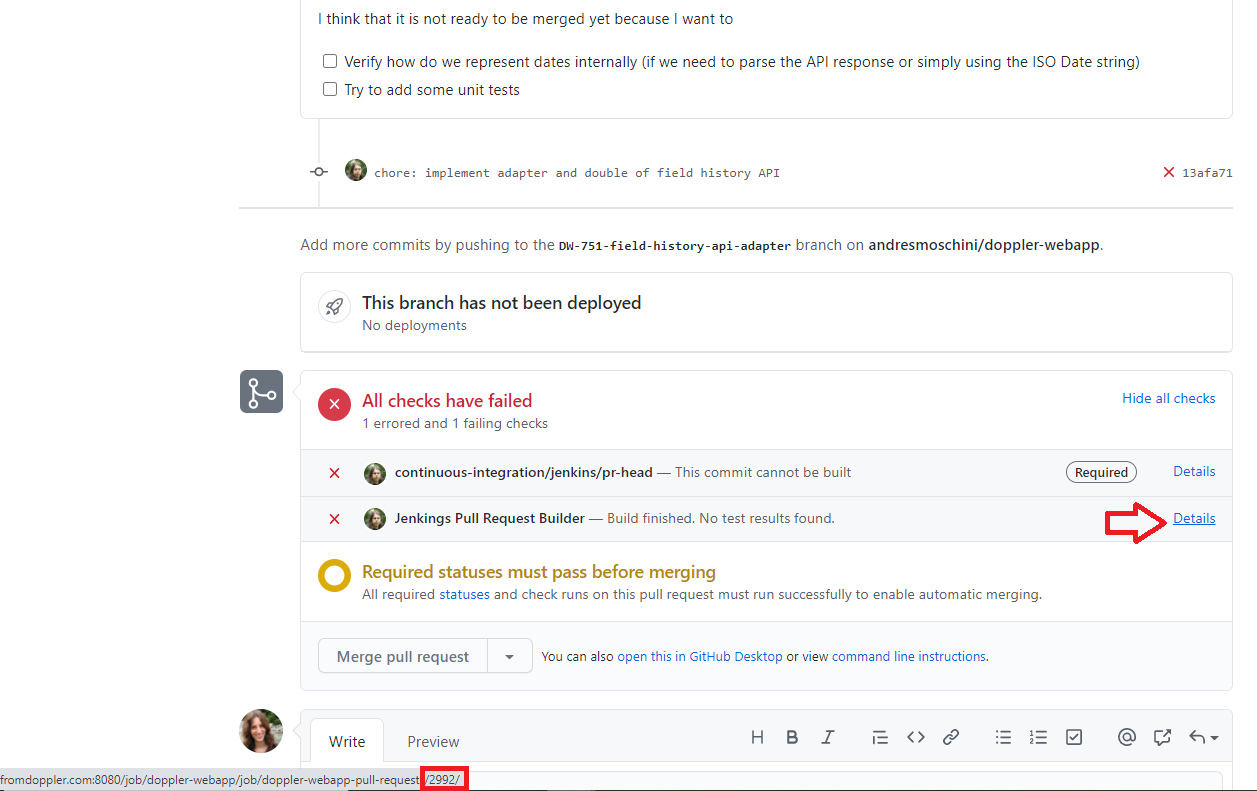 I think that it is not ready to be merged yet because I want to
Verify how do we represent dates internally (if we need to parse the API response or simply using the ISO Date string)
Try to add some unit tests
chore: implement adapter and double of field history API 13afa71
Add more commits by pushing to the DW-751-field-history-api-adapter branch on andresmoschini/doppler-webapp.
This branch has not been deployed
No deployments
All checks have failed Hide all checks
1 errored and 1 failing checks
continuous-integration/jenkins/pr-head — This commit cannot be built Required Details
Jenkings Pull Request Builder — Build finished. No test results found. Details
Required statuses must pass before merging
All required statuses and check runs on this pull request must run successfully to enable automatic merging.
Merge pull request You can also open this in GitHub Desktop or view command line instructions.
Write Preview H B I
fromdoppler.com:8080/job/doppler-webapp/job/doppler-webapp-pull-request/2992/